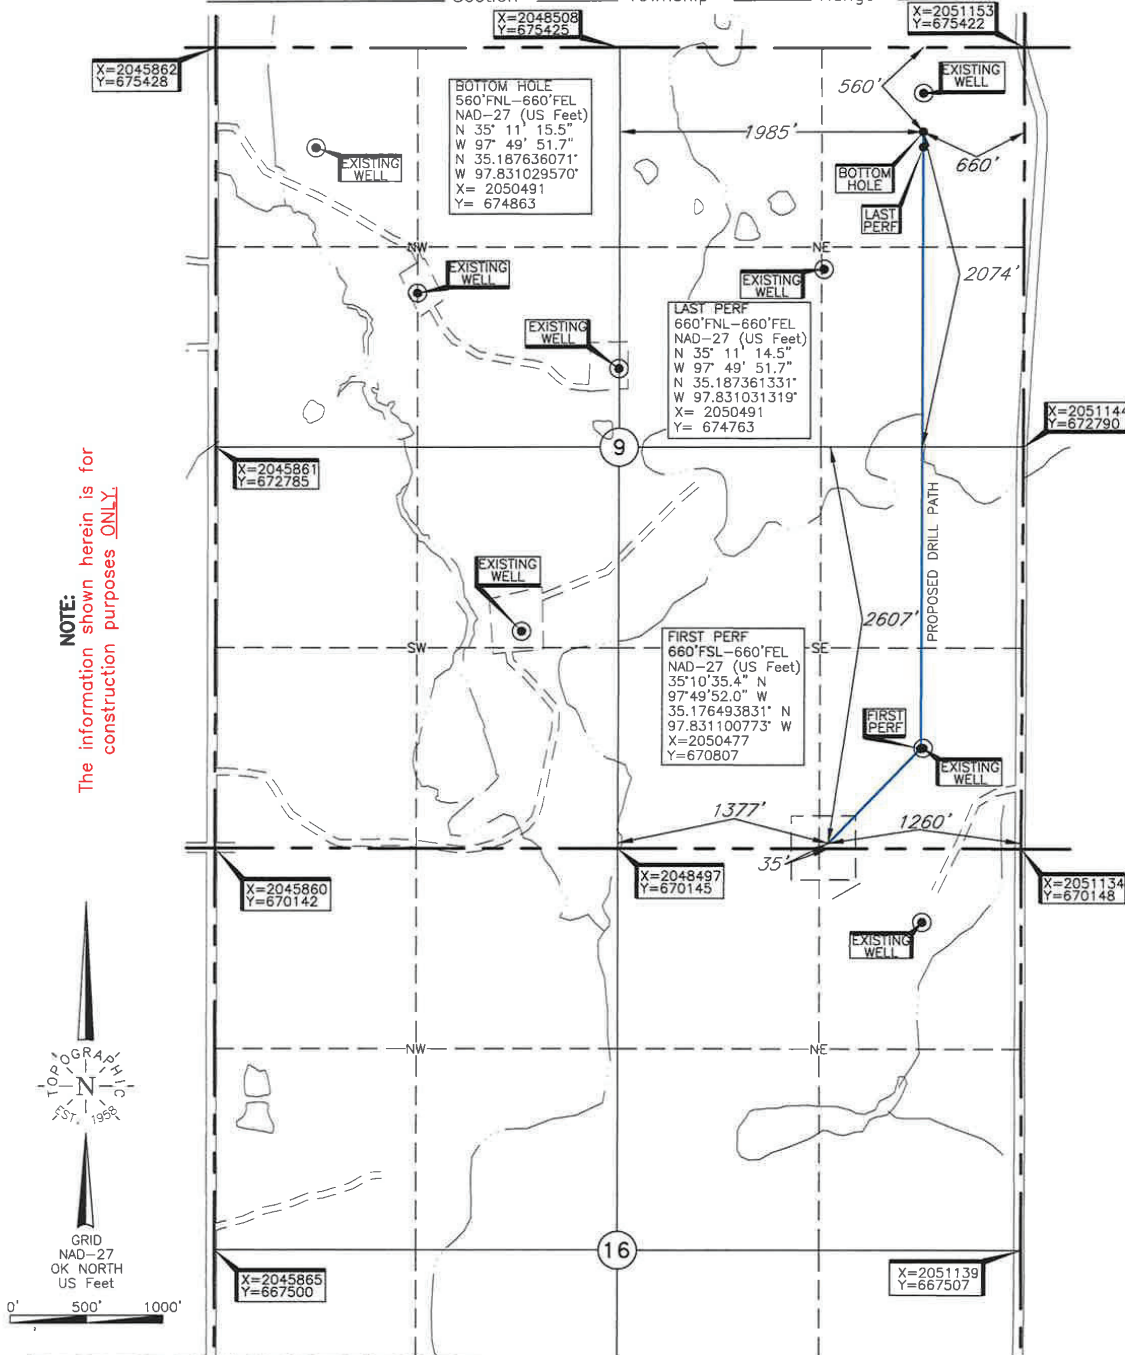 Section Township Range
X=2048508
Y=675425
X=2051153
Y=675422
X=2045862
Y=675428
BOTTOM HOLE
560'FNL-660'FEL
NAD-27 (US Feet)
N 35° 11' 15.5"
W 97° 49' 51.7"
N 35.187636071°
W 97.831029570°
X= 2050491
Y= 674863
560'
EXISTING
WELL
1985'
660'
EXISTING
WELL
BOTTOM
HOLE
LAST
PERF
NW
NE
EXISTING
WELL
EXISTING
WELL
2074'
LAST PERF
660'FNL-660'FEL
NAD-27 (US Feet)
N 35° 11' 14.5"
W 97° 49' 51.7"
N 35.187361331°
W 97.831031319°
X= 2050491
Y= 674763
EXISTING
WELL
X=2051144
Y=672790
9
X=2045861
Y=672785
NOTE:
The information shown herein is for
construction purposes ONLY.
PROPOSED DRILL PATH
EXISTING
WELL
2607'
FIRST PERF
660'FSL-660'FEL
NAD-27 (US Feet)
35°10'35.4" N
97°49'52.0" W
35.176493831° N
97.831100773° W
X=2050477
Y=670807
SW
SE
FIRST
PERF
EXISTING
WELL
1377'
1260'
35'
X=2045860
Y=670142
X=2048497
Y=670145
X=2051134
Y=670148
EXISTING
WELL
NW
NE
TOPOGRAPHIC
N
EST. 1958
GRID
NAD-27
OK NORTH
US Feet
16
X=2045865
Y=667500
X=2051139
Y=667507
0' 500' 1000'